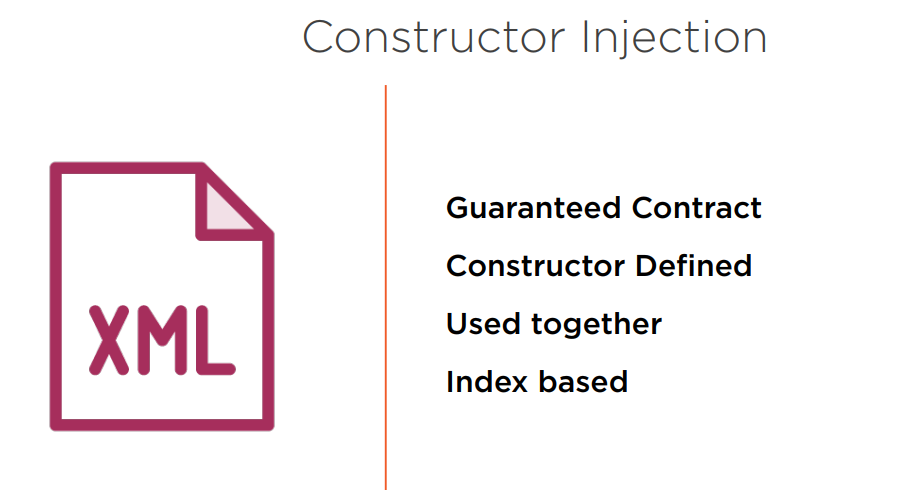 Constructor Injection
XML
Guaranteed Contract
Constructor Defined
Used together
Index based